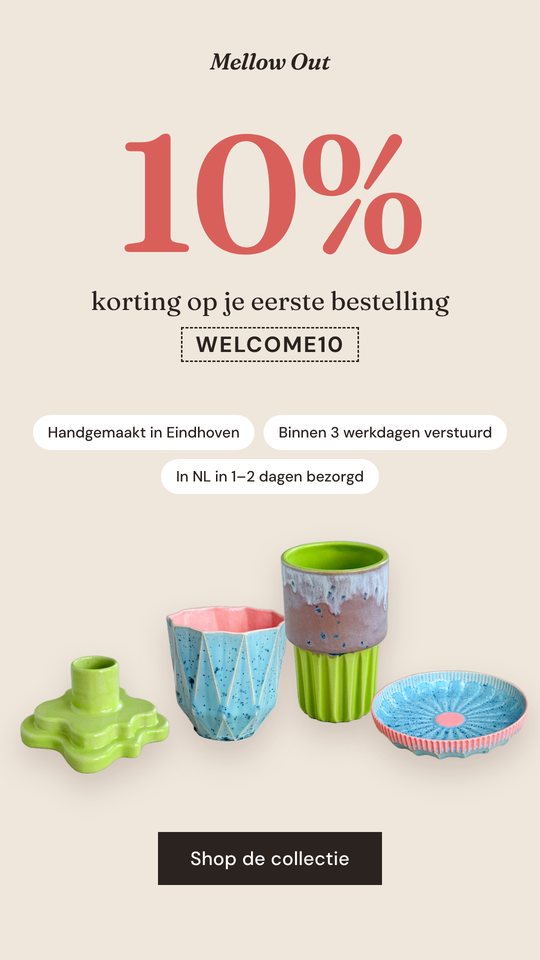 Mellow Out
10%
korting op je eerste bestelling
WELCOME10
Handgemaakt in Eindhoven
Binnen 3 werkdagen verstuurd
In NL in 1–2 dagen bezorgd
Shop de collectie